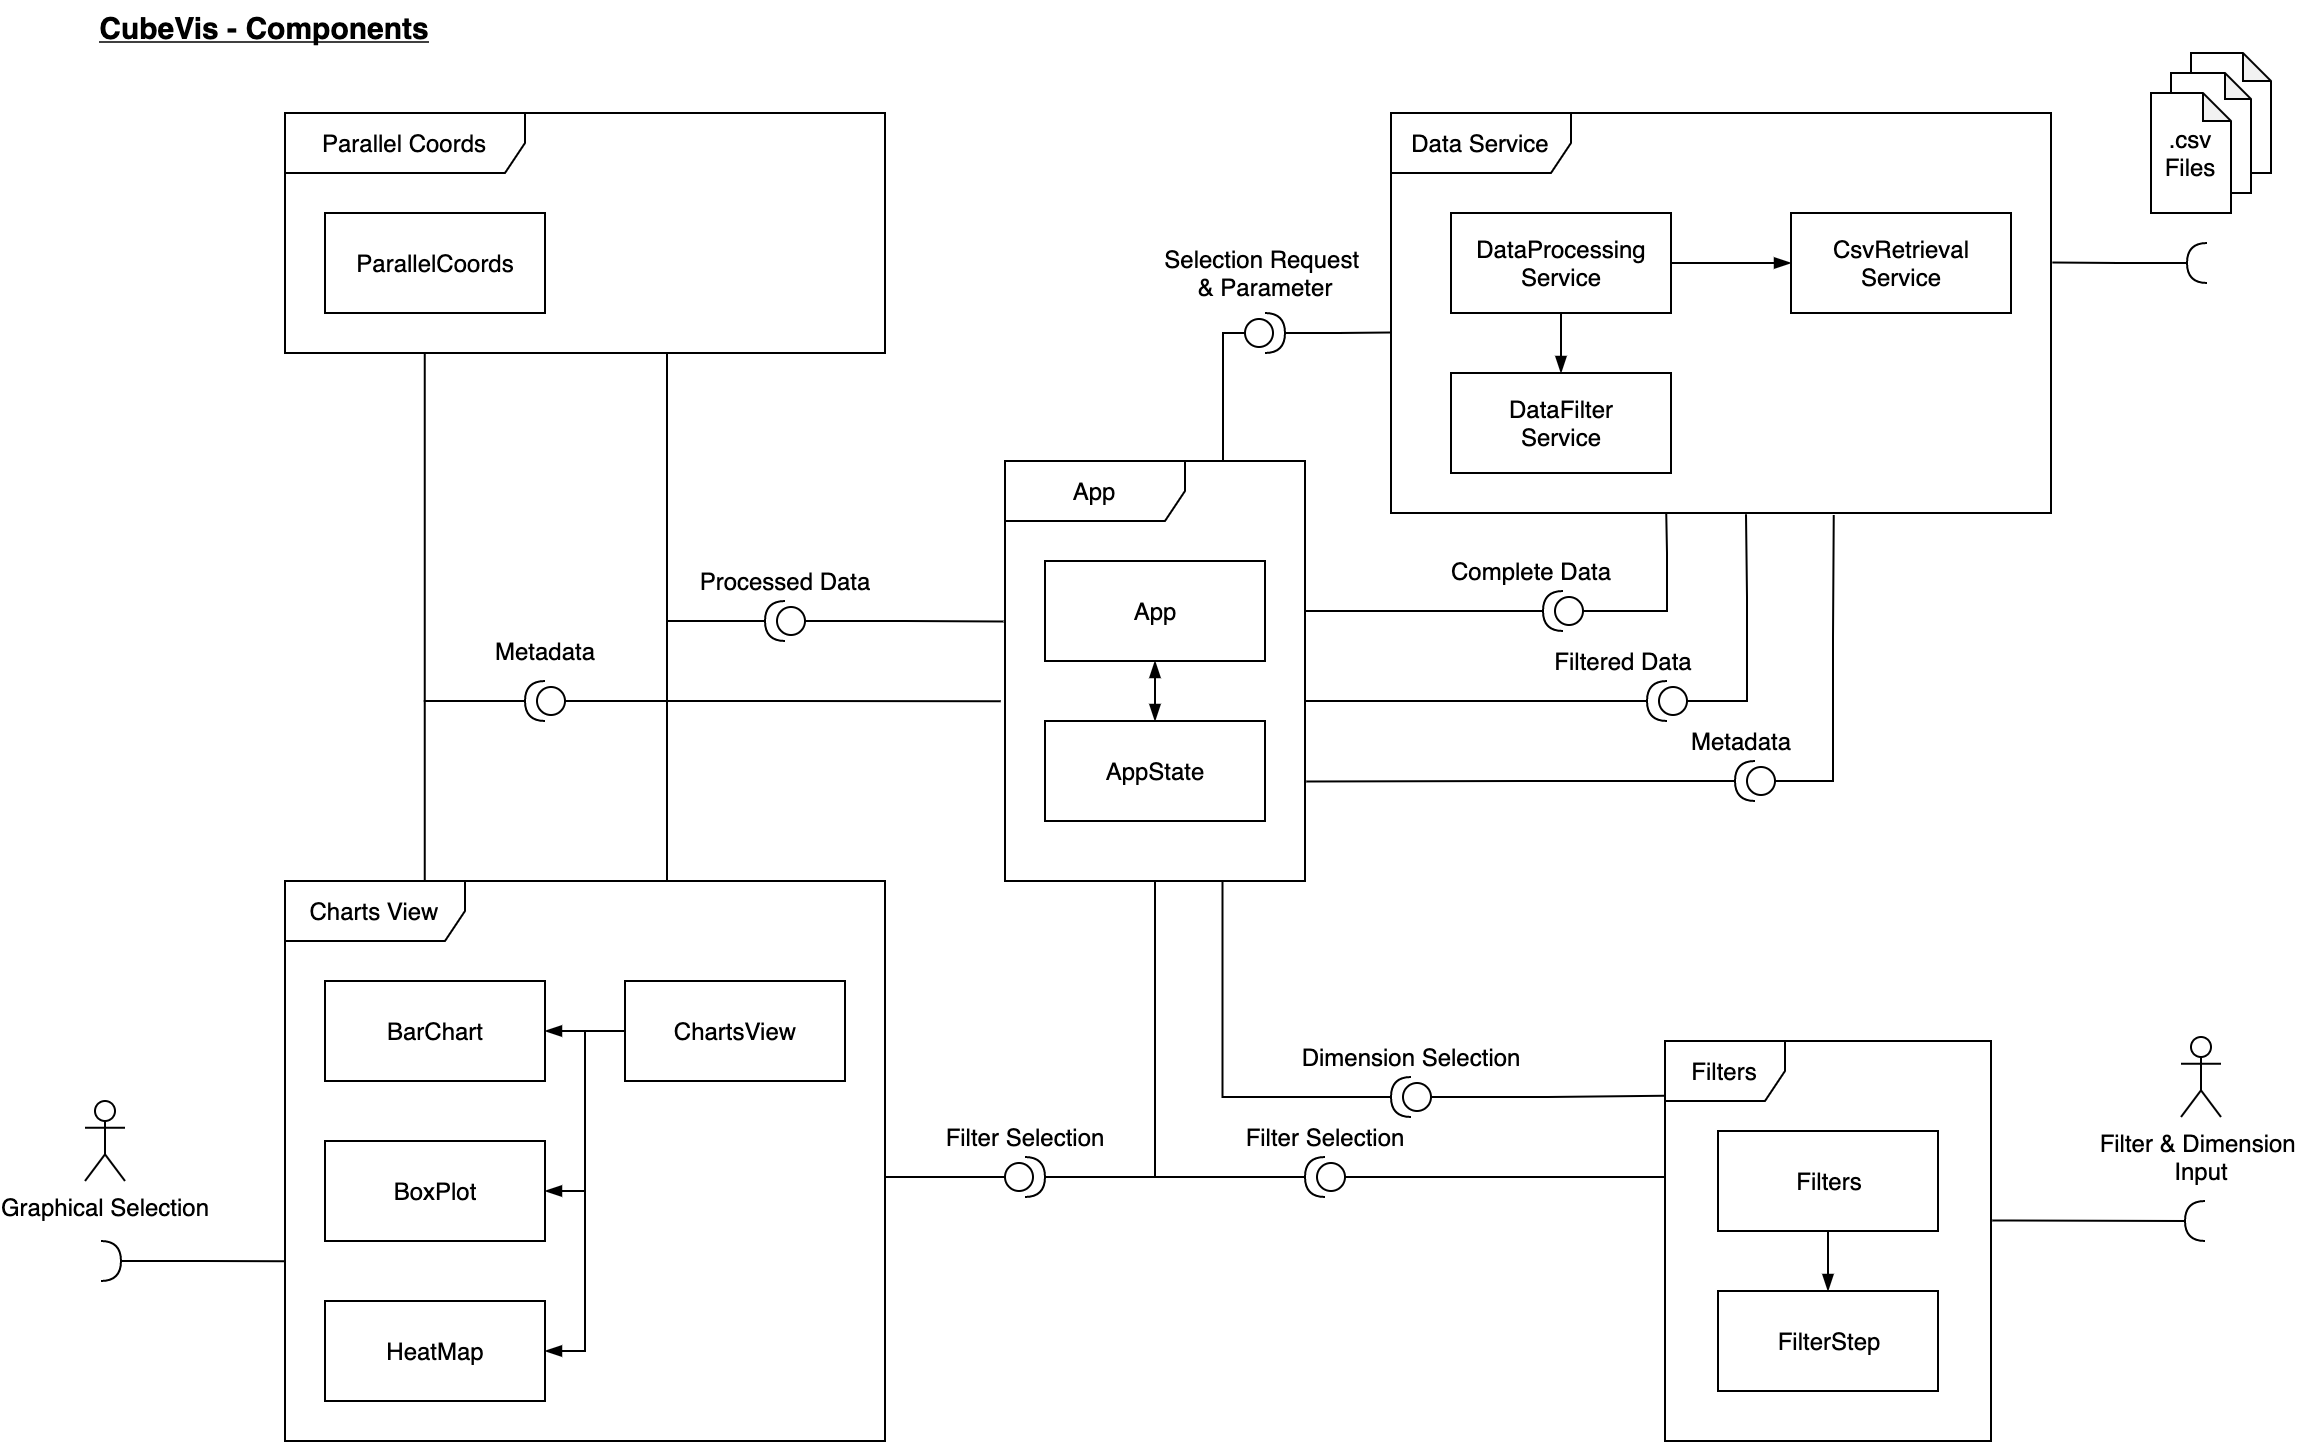 CubeVis - Components
.csv
Files
Parallel Coords
ParallelCoords
Data Service
DataProcessing
Service
CsvRetrieval
Service
DataFilter
Service
Selection Request
& Parameter
App
App
AppState
Processed Data
Metadata
Complete Data
Filtered Data
Metadata
Charts View
BarChart
ChartsView
BoxPlot
HeatMap
Graphical Selection
Filter Selection
Dimension Selection
Filter Selection
Filters
Filters
FilterStep
Filter & Dimension
Input